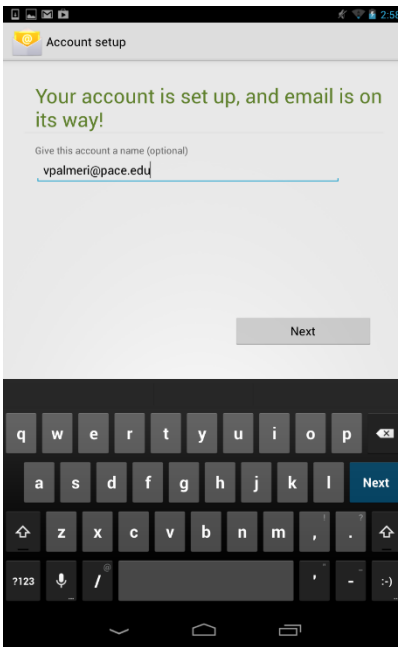 2:58
Account setup
Your account is set up, and email is on
its way!
Give this account a name (optional)
vpalmeri@pace.edu
Next
q w e r t y u i o p
a s d f g h j k l Next
z x c v b n m , ! . ?
?123 / @ ' - :-)